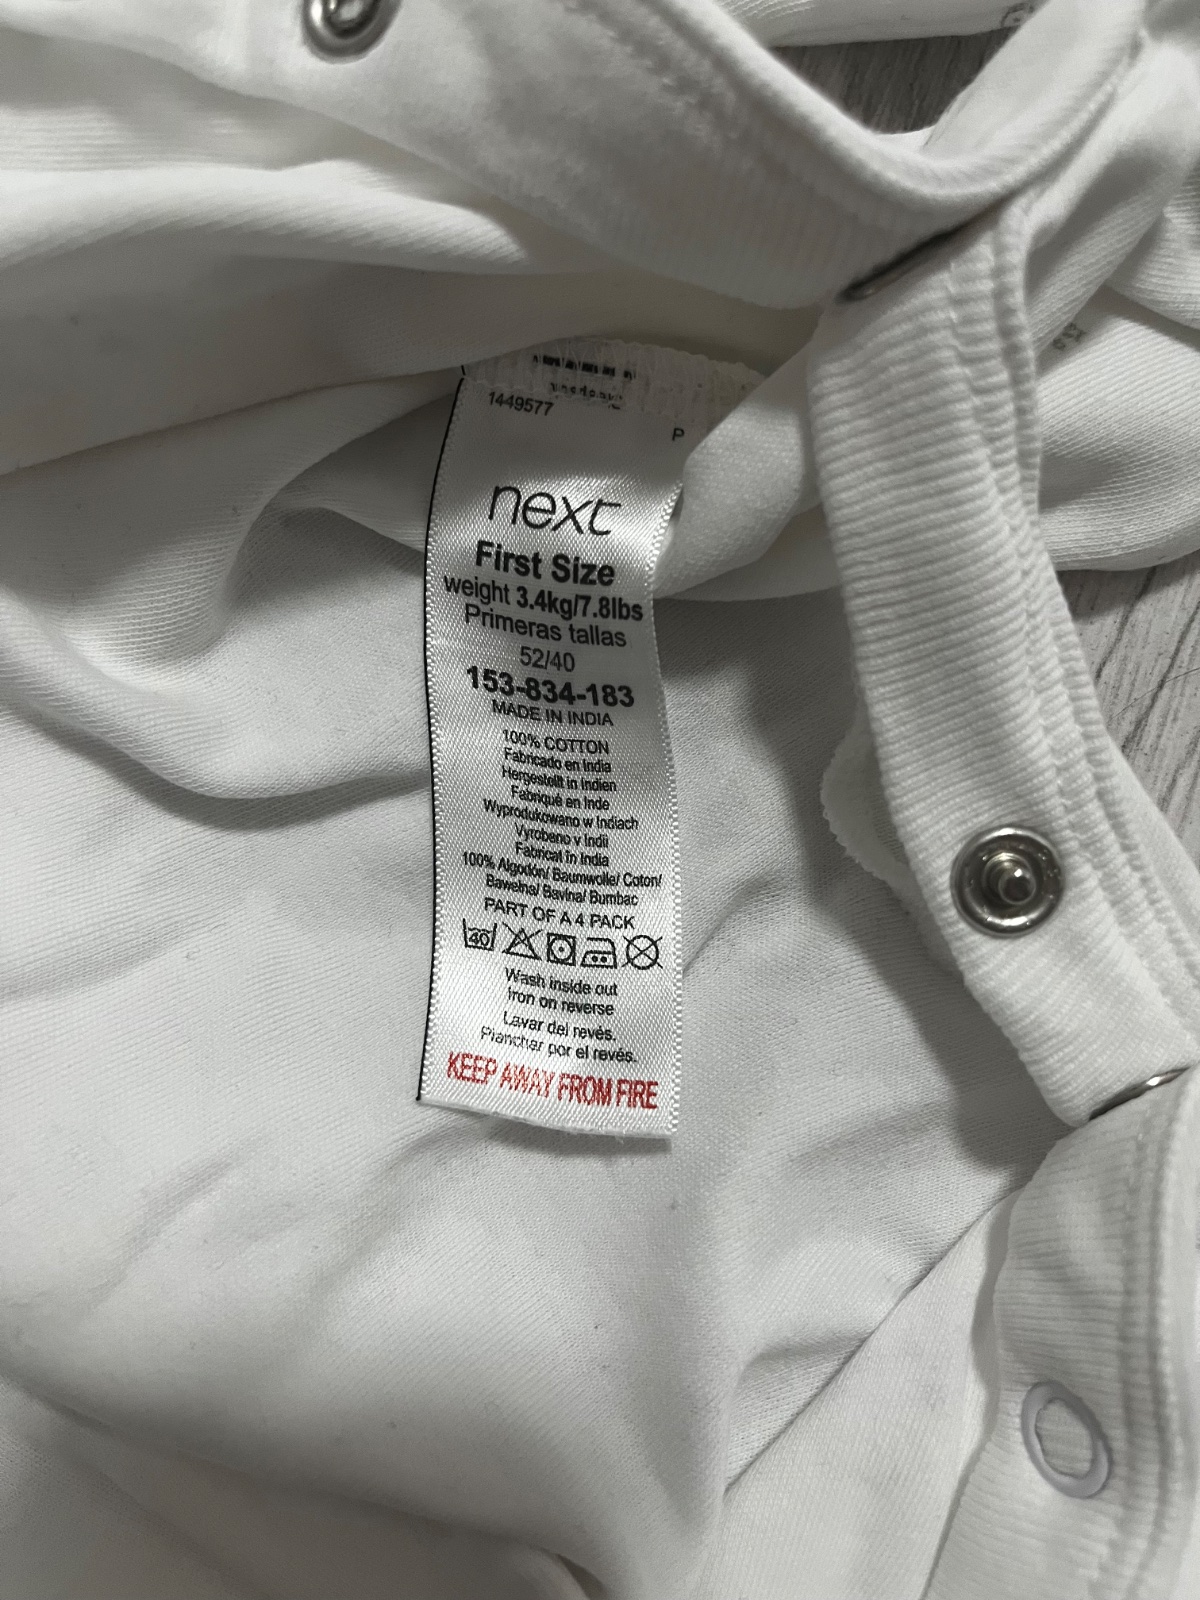 1449577
P
next
First Size
weight 3.4kg/7.8lbs
Primeras tallas
52/40
153-834-183
MADE IN INDIA
100% COTTON
Fabricado en India
Hergestellt in Indien
Fabriqué en Inde
Wyprodukowano w Indiach
Vyrobeno v Indii
Fabricat în India
100% Algodón/ Baumwolle/ Coton/
Bawełna/ Bavlna/ Bumbac
PART OF A 4 PACK
40
Wash inside out
Iron on reverse
Lavar del revés.
Planchar por el revés.
KEEP AWAY FROM FIRE